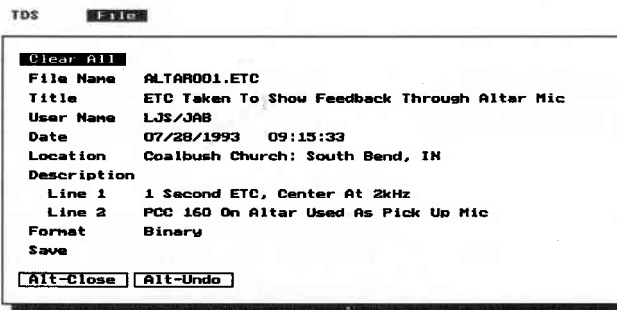 TDS File
Clear All
File Name ALTAR001.ETC
Title ETC Taken To Show Feedback Through Altar Mic
User Name LJS/JAB
Date 07/28/1993 09:15:33
Location Coalbush Church: South Bend, IN
Description
Line 1 1 Second ETC, Center At 2kHz
Line 2 PCC 160 On Altar Used As Pick Up Mic
Format Binary
Save
Alt-Close Alt-Undo